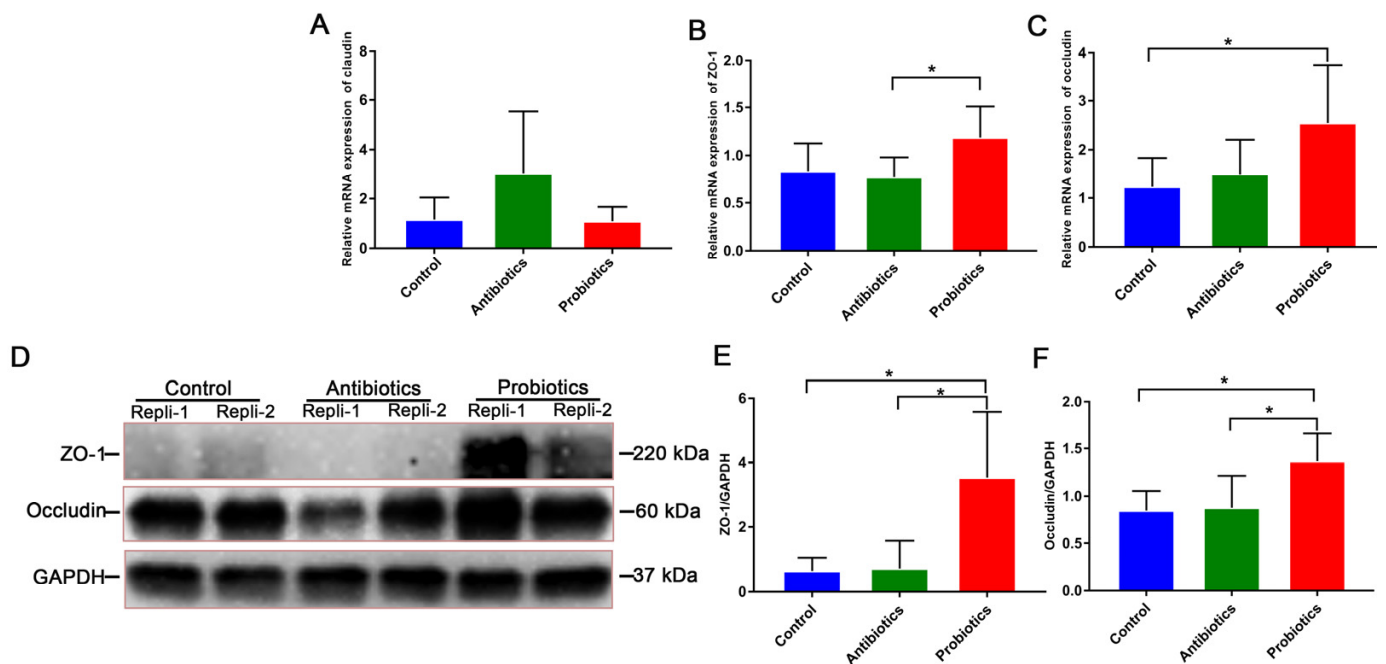 A
Relative mRNA expression of claudin
8
6
4
2
0
Control
Antibiotics
Probiotics
B
Relative mRNA expression of ZO-1
2.0
1.5
1.0
0.5
0.0
*
Control
Antibiotics
Probiotics
C
Relative mRNA expression of occludin
4
3
2
1
0
*
Control
Antibiotics
Probiotics
D
Control Antibiotics Probiotics
Repli-1 Repli-2 Repli-1 Repli-2 Repli-1 Repli-2
ZO-1 220 kDa
Occludin 60 kDa
GAPDH 37 kDa
E
ZO-1/GAPDH
6
4
2
0
*
*
Control
Antibiotics
Probiotics
F
Occludin/GAPDH
2.0
1.5
1.0
0.5
0.0
*
*
Control
Antibiotics
Probiotics